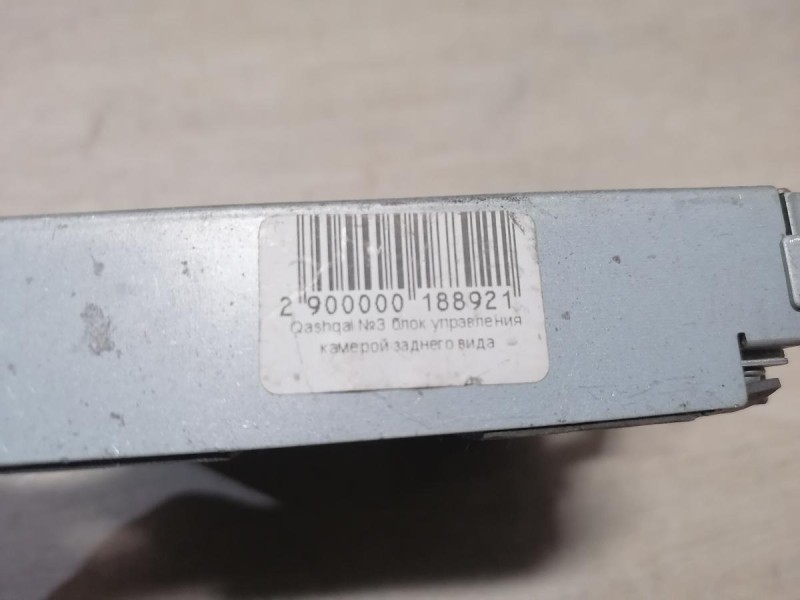 2 900000 188921
Qashqai №3 блок управления
камерой заднего вида